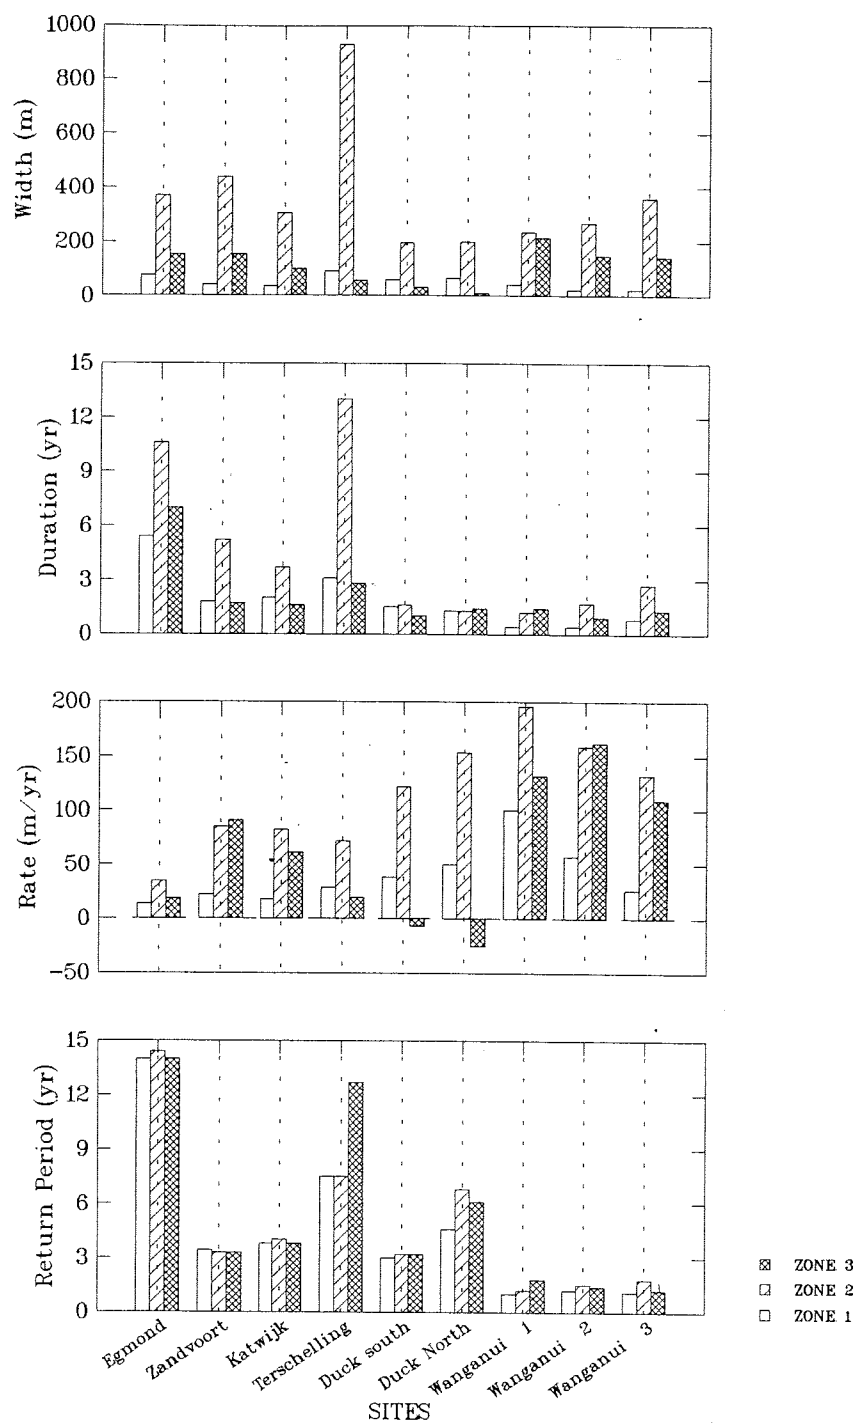 1000
800
600
400
200
0
Width (m)
15
12
9
6
3
0
Duration (yr)
200
150
100
50
0
-50
Rate (m/yr)
15
12
9
6
3
0
Return Period (yr)
Egmond
Zandvoort
Katwijk
Terschelling
Duck south
Duck North
Wanganui 1
Wanganui 2
Wanganui 3
SITES
ZONE 3
ZONE 2
ZONE 1